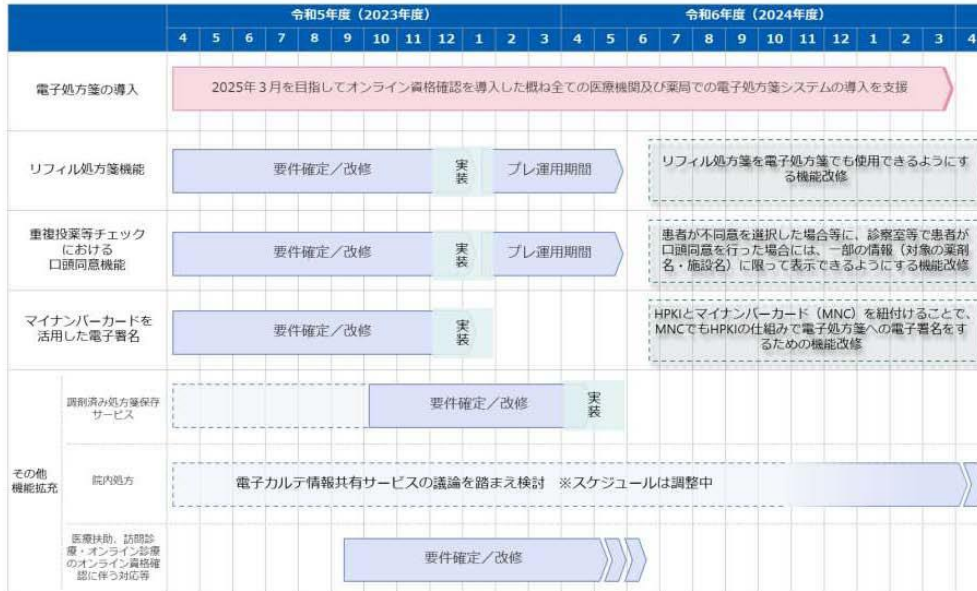 令和5年度(2023年度)
令和6年度(2024年度)
4 5 6 7 8 9 10 11 12 1 2 3 4 5 6 7 8 9 10 11 12 1 2 3 4
電子処方箋の導入
2025年3月を目指してオンライン資格確認を導入した概ね全ての医療機関及び薬局での電子処方箋システムの導入を支援
リフィル処方箋機能
要件確定/改修
実装
プレ運用期間
リフィル処方箋を電子処方箋でも使用できるようにす
る機能改修
重複投薬等チェック
における
口頭同意機能
要件確定/改修
実装
プレ運用期間
患者が不同意を選択した場合等に、診察室等で患者が
口頭同意を行った場合には、一部の情報(対象の薬剤
名・施設名)に限って表示できるようにする機能改修
マイナンバーカードを
活用した電子署名
要件確定/改修
実装
HPKIとマイナンバーカード(MNC)を紐付けることで、
MNCでもHPKIの仕組みで電子処方箋への電子署名をす
るための機能改修
その他
機能拡充
調剤済み処方箋保存
サービス
要件確定/改修
実装
院内処方
電子カルテ情報共有サービスの議論を踏まえ検討 ※スケジュールは調整中
医療扶助、訪問診
療・オンライン診療
のオンライン資格確
認に伴う対応等
要件確定/改修